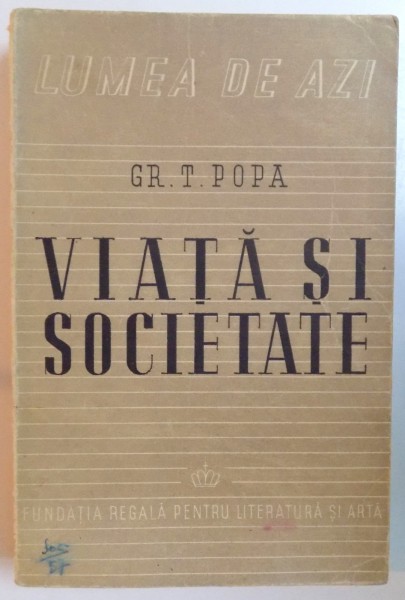 LUMEA DE AZI
GR. T. POPA
VIAȚĂ ȘI
SOCIETATE
FUNDAȚIA REGALĂ PENTRU LITERATURĂ ȘI ARTĂ